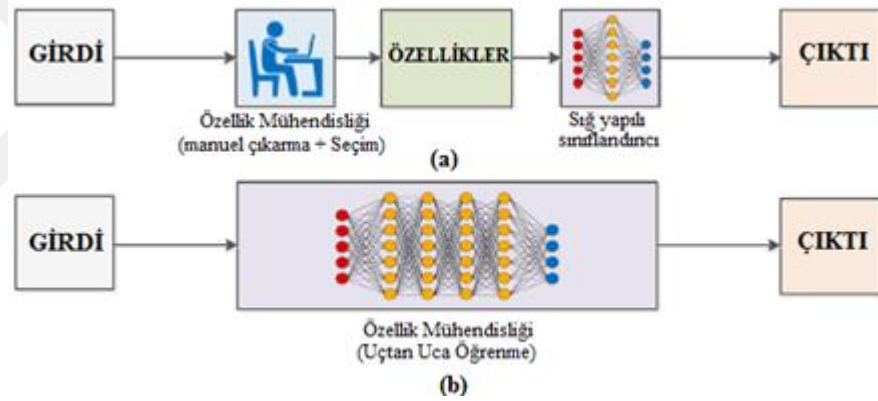 GİRDİ
ÖZELLİKLER
ÇIKTI
Özellik Mühendisliği
(manuel çıkarma + Seçim)
Sığ yapılı
sınıflandırıcı
(a)
GİRDİ
ÇIKTI
Özellik Mühendisliği
(Uçtan Uca Öğrenme)
(b)